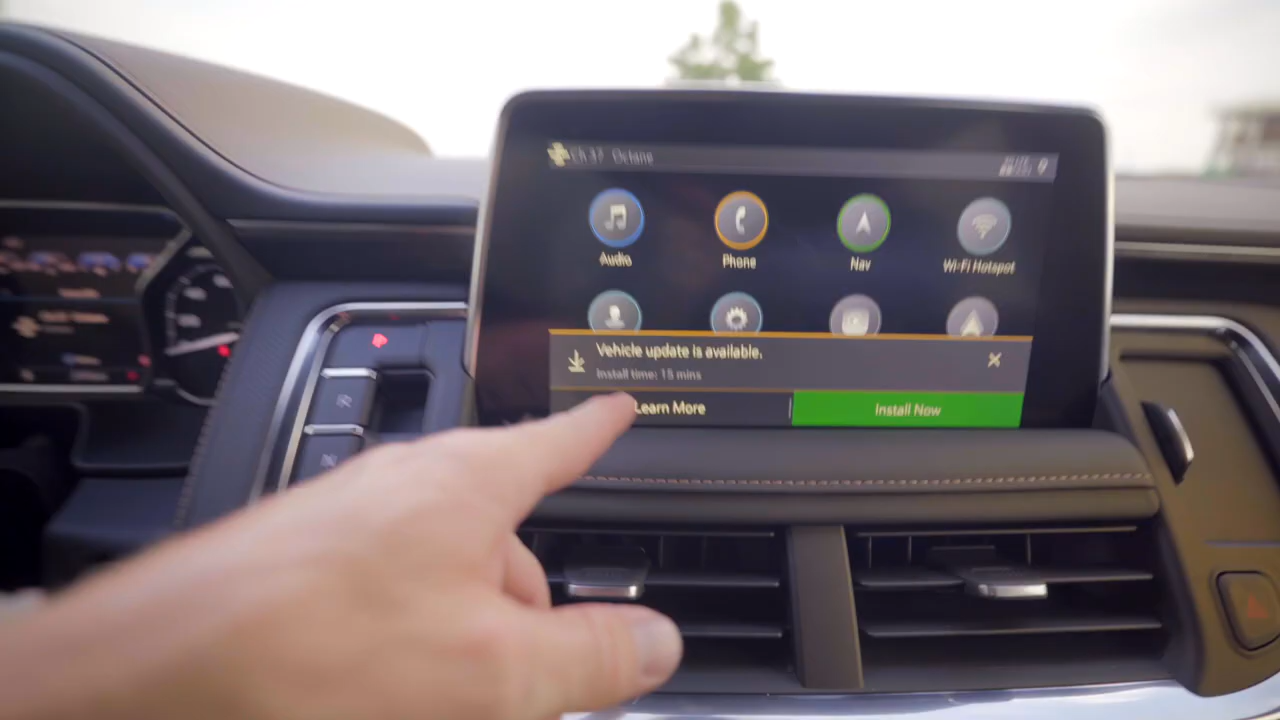 Ch 37 Octane
Audio
Phone
Nav
Wi-Fi Hotspot
Vehicle update is available.
Install time: 15 mins
Learn More
Install Now